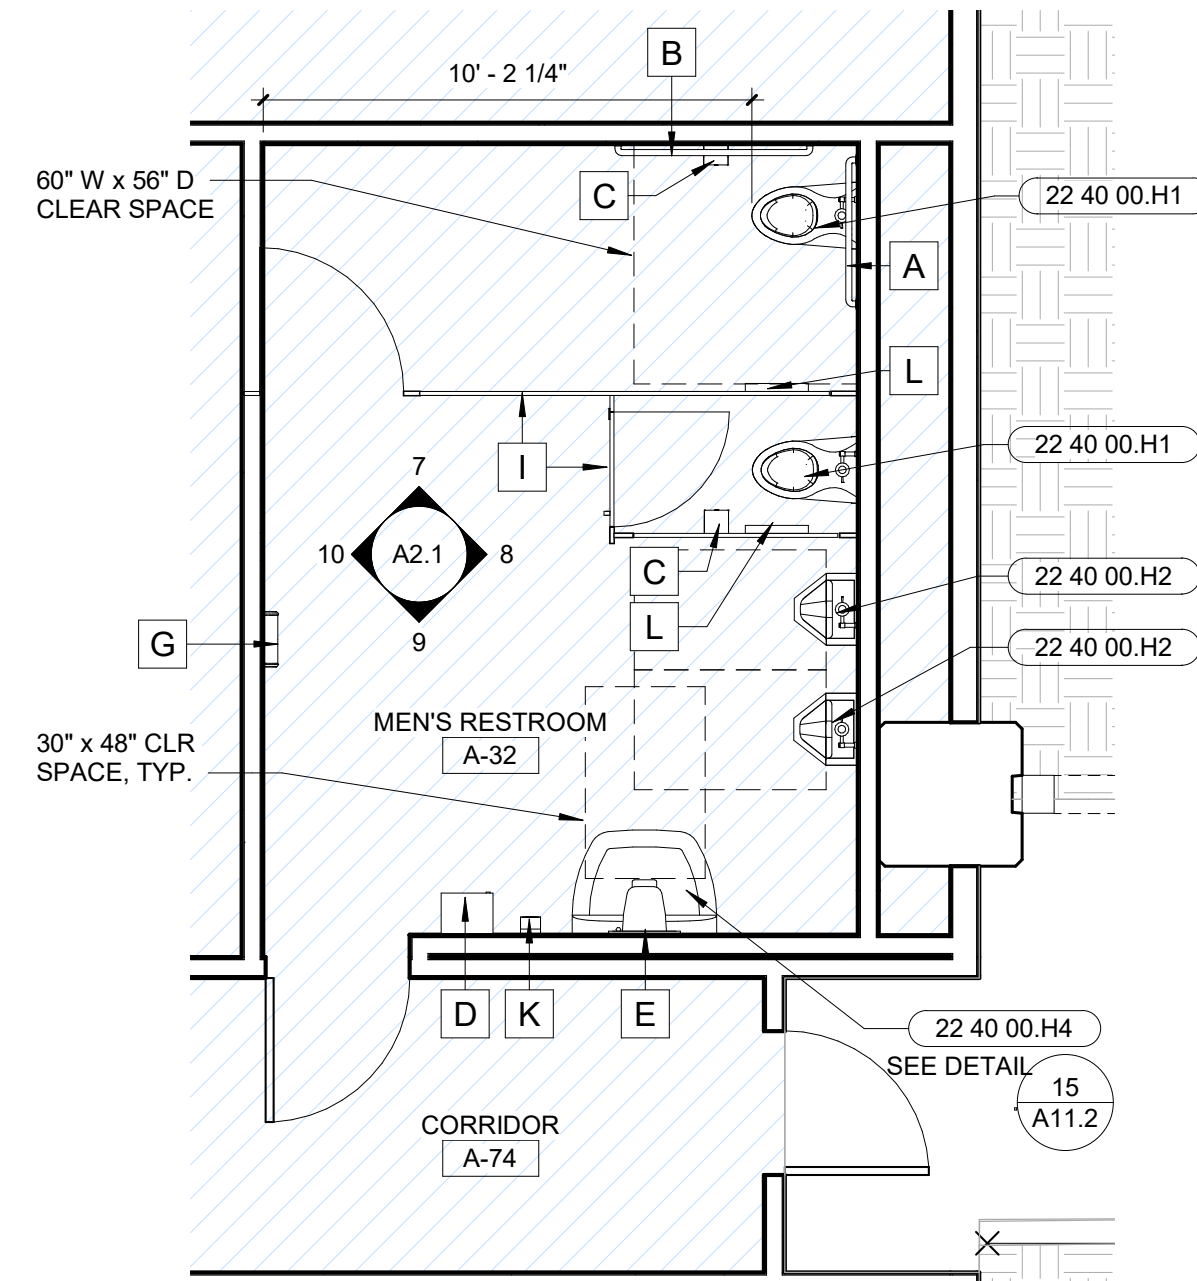 B
10' - 2 1/4"
60" W x 56" D
CLEAR SPACE
C
22 40 00.H1
A
L
22 40 00.H1
I
7
10
A2.1
8
9
C
22 40 00.H2
L
G
22 40 00.H2
MEN'S RESTROOM
A-32
30" x 48" CLR
SPACE, TYP.
D
K
E
22 40 00.H4
SEE DETAIL
15
A11.2
CORRIDOR
A-74